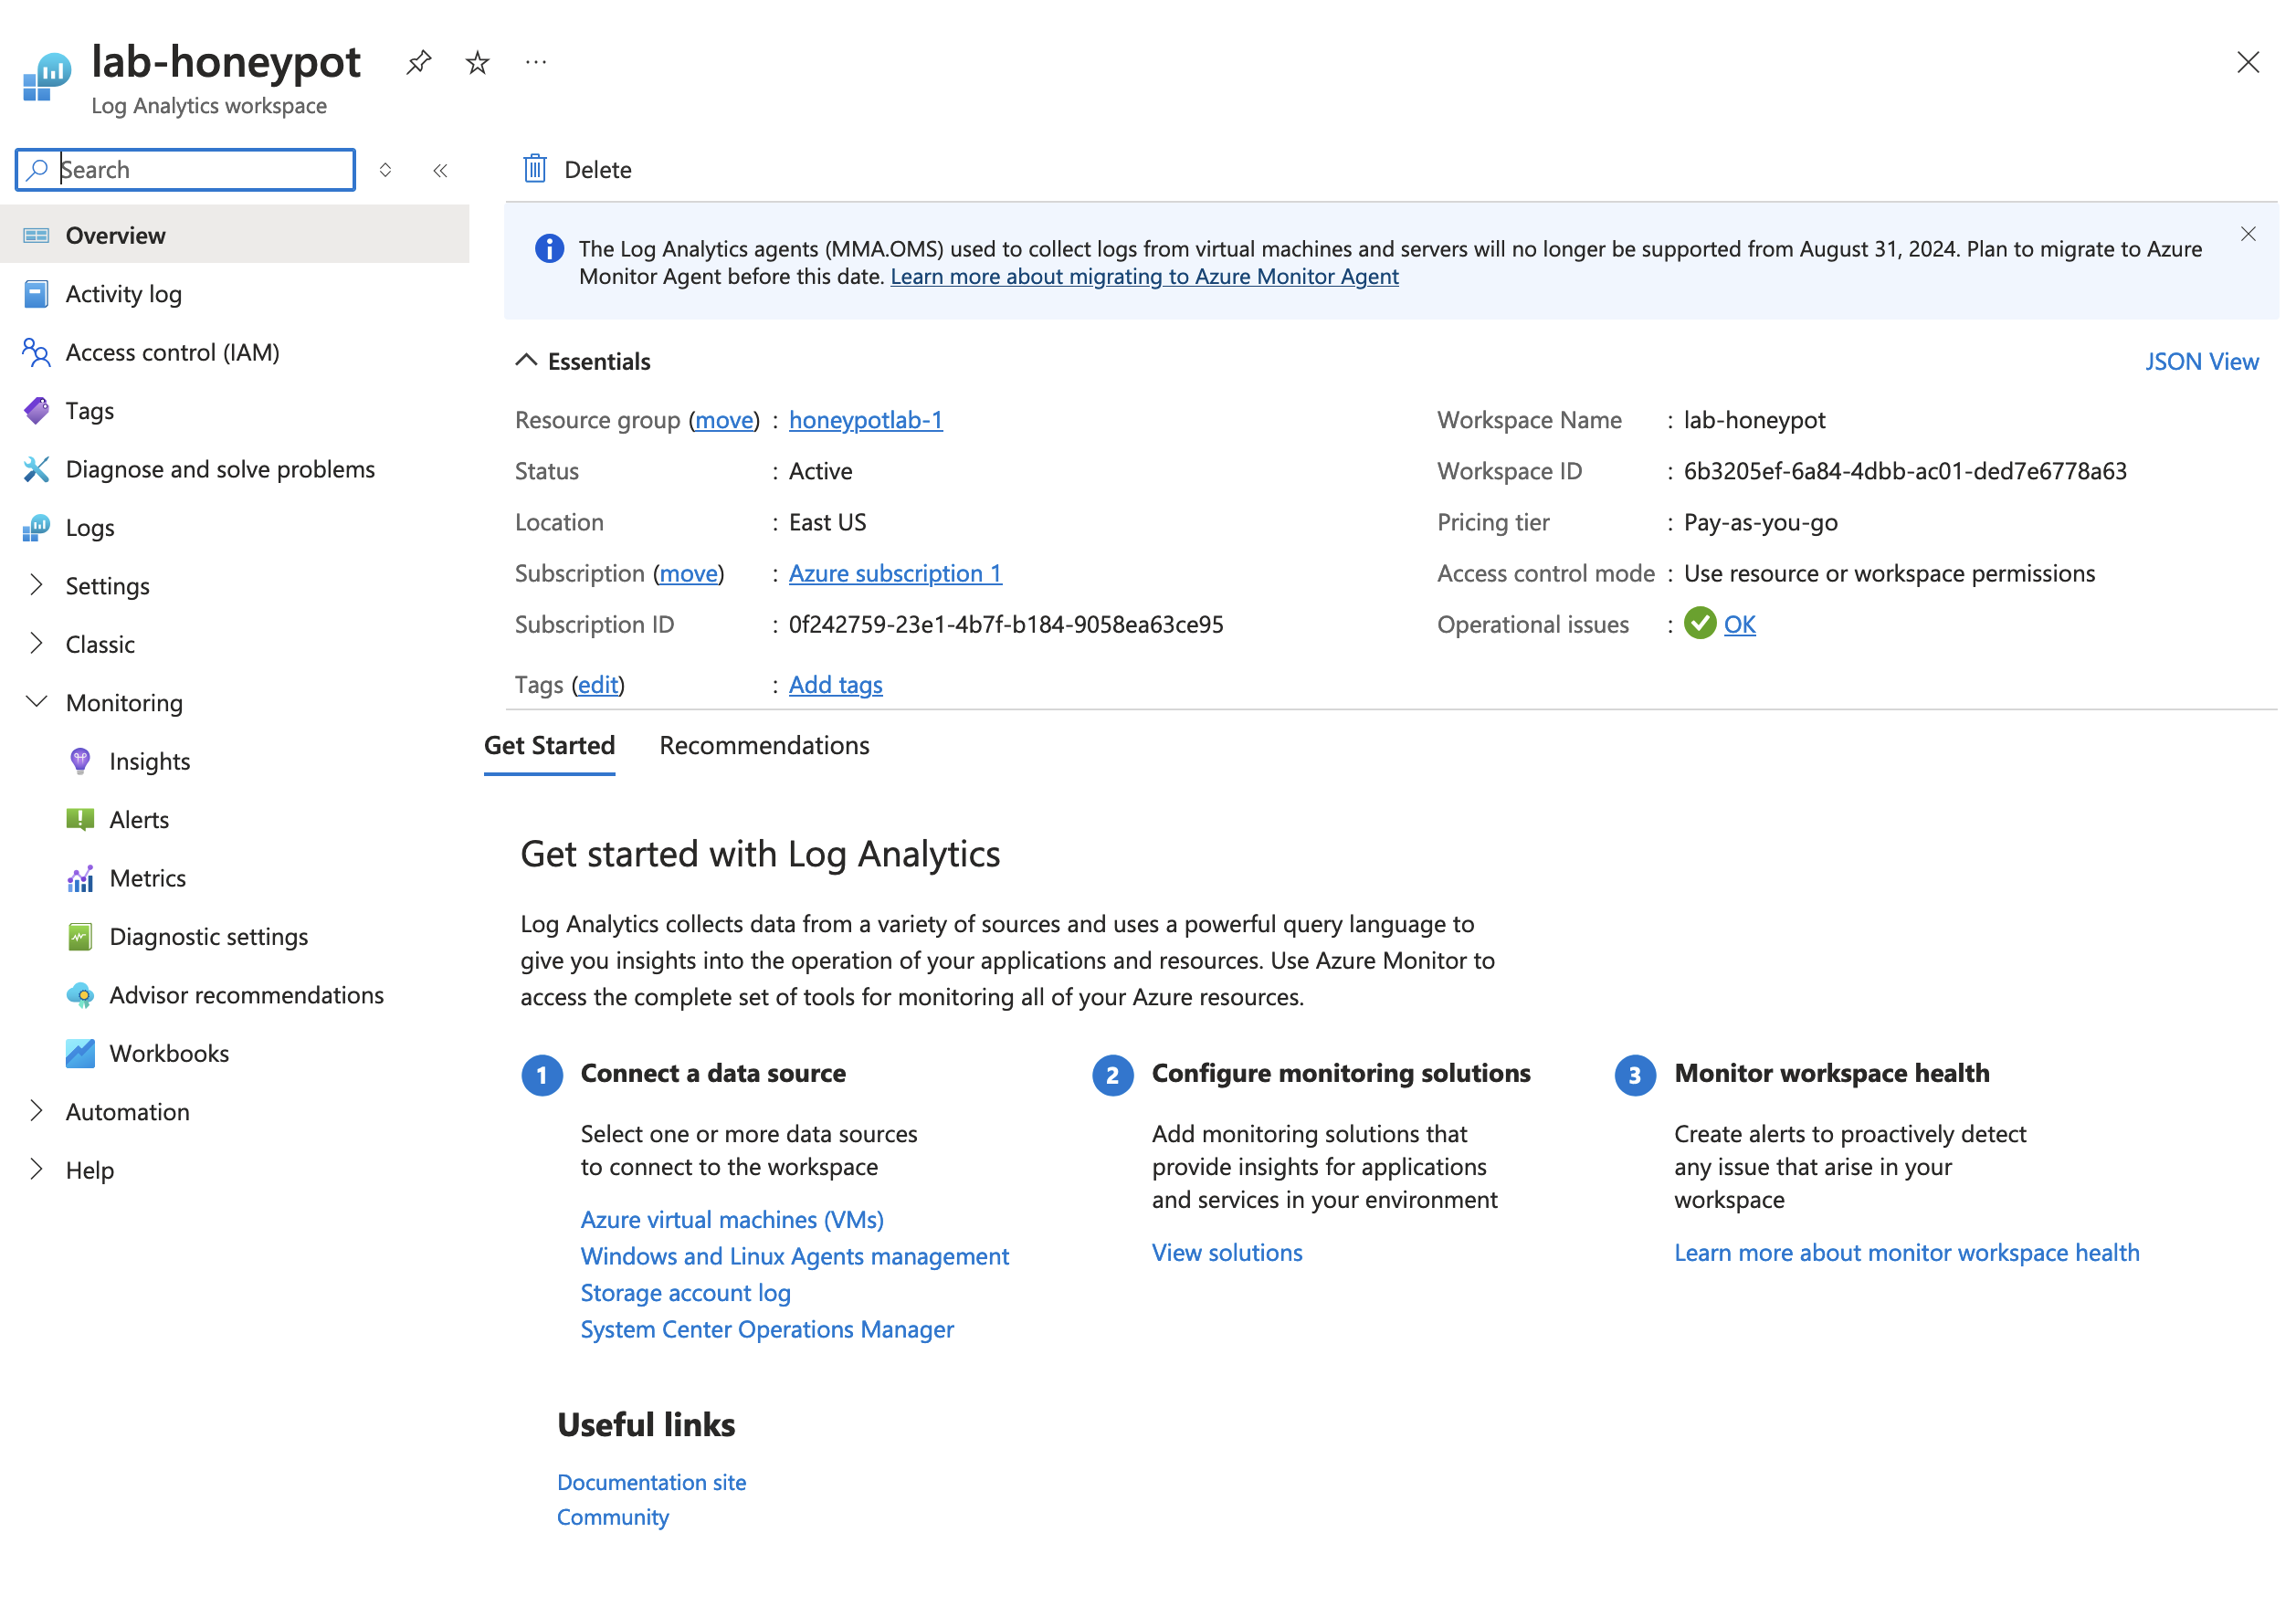 lab-honeypot
Log Analytics workspace
Search
Overview
Activity log
Access control (IAM)
Tags
Diagnose and solve problems
Logs
Settings
Classic
Monitoring
Insights
Alerts
Metrics
Diagnostic settings
Advisor recommendations
Workbooks
Automation
Help
Delete
The Log Analytics agents (MMA.OMS) used to collect logs from virtual machines and servers will no longer be supported from August 31, 2024. Plan to migrate to Azure
Monitor Agent before this date. Learn more about migrating to Azure Monitor Agent
Essentials
JSON View
Resource group (move) : honeypotlab-1
Status : Active
Location : East US
Subscription (move) : Azure subscription 1
Subscription ID : 0f242759-23e1-4b7f-b184-9058ea63ce95
Tags (edit) : Add tags
Workspace Name : lab-honeypot
Workspace ID : 6b3205ef-6a84-4dbb-ac01-ded7e6778a63
Pricing tier : Pay-as-you-go
Access control mode : Use resource or workspace permissions
Operational issues : OK
Get Started Recommendations
Get started with Log Analytics
Log Analytics collects data from a variety of sources and uses a powerful query language to
give you insights into the operation of your applications and resources. Use Azure Monitor to
access the complete set of tools for monitoring all of your Azure resources.
1 Connect a data source
Select one or more data sources
to connect to the workspace
Azure virtual machines (VMs)
Windows and Linux Agents management
Storage account log
System Center Operations Manager
2 Configure monitoring solutions
Add monitoring solutions that
provide insights for applications
and services in your environment
View solutions
3 Monitor workspace health
Create alerts to proactively detect
any issue that arise in your
workspace
Learn more about monitor workspace health
Useful links
Documentation site
Community